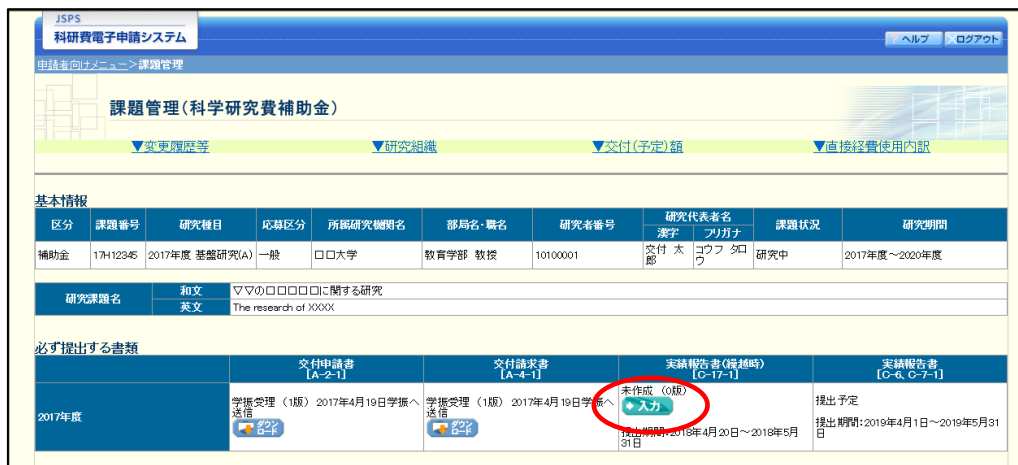 JSPS
科研費電子申請システム
ヘルプ ログアウト
申請者向けメニュー>課題管理
課題管理(科学研究費補助金)
▼変更履歴等 ▼研究組織 ▼交付(予定)額 ▼直接経費使用内訳
基本情報
区分 課題番号 研究種目 応募区分 所属研究機関名 部局名・職名 研究者番号 研究代表者名 課題状況 研究期間
漢字 フリガナ
補助金 17H12345 2017年度 基盤研究(A) 一般 口口大学 教育学部 教授 10100001 交付 太郎 コウフ タロウ 研究中 2017年度~2020年度
研究課題名 和文 ▽▽の口口口口口に関する研究
英文 The research of XXXX
必ず提出する書類
交付申請書 交付請求書 実績報告書(繰越時) 実績報告書
[A-2-1] [A-4-1] [C-17-1] [C-6、C-7-1]
2017年度 学振受理 (1版) 2017年4月19日学振へ送信 学振受理 (1版) 2017年4月19日学振へ送信 未作成 (0版) 提出予定
ダウンロード ダウンロード 入力
提出期間:2018年4月20日~2018年5月31日 提出期間:2019年4月1日~2019年5月31日